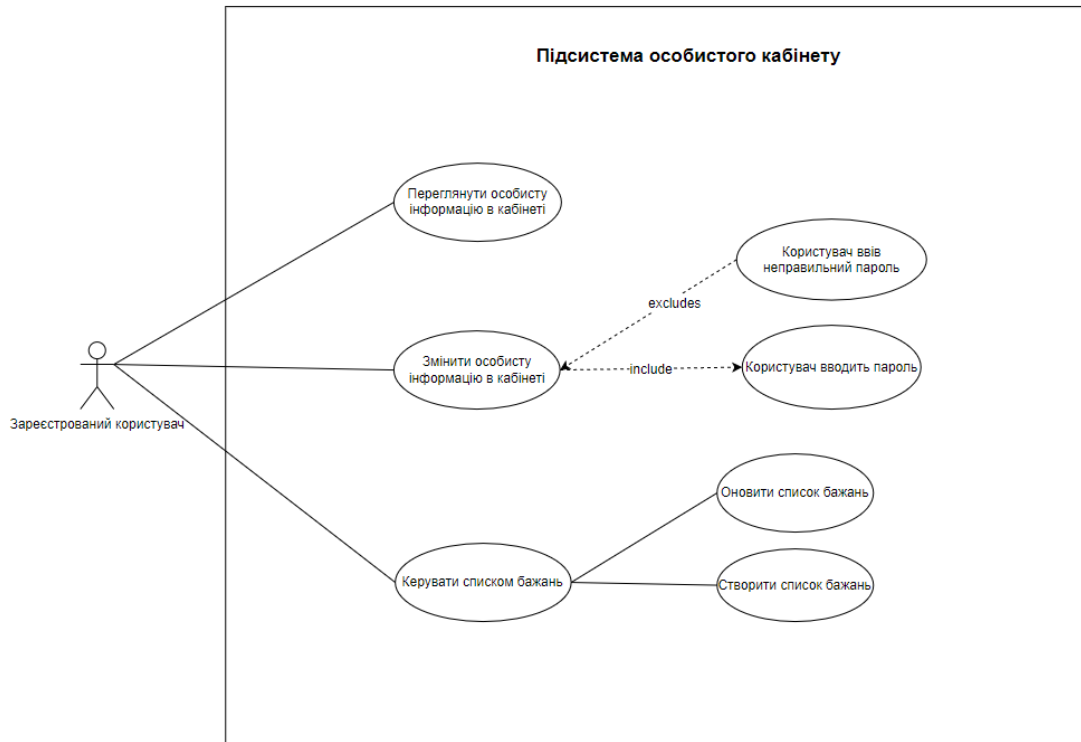 Підсистема особистого кабінету
Переглянути особисту
інформацію в кабінеті
Користувач ввів
неправильний пароль
excludes
Змінити особисту
інформацію в кабінеті
include
Користувач вводить пароль
Зареєстрований користувач
Оновити список бажань
Керувати списком бажань
Створити список бажань